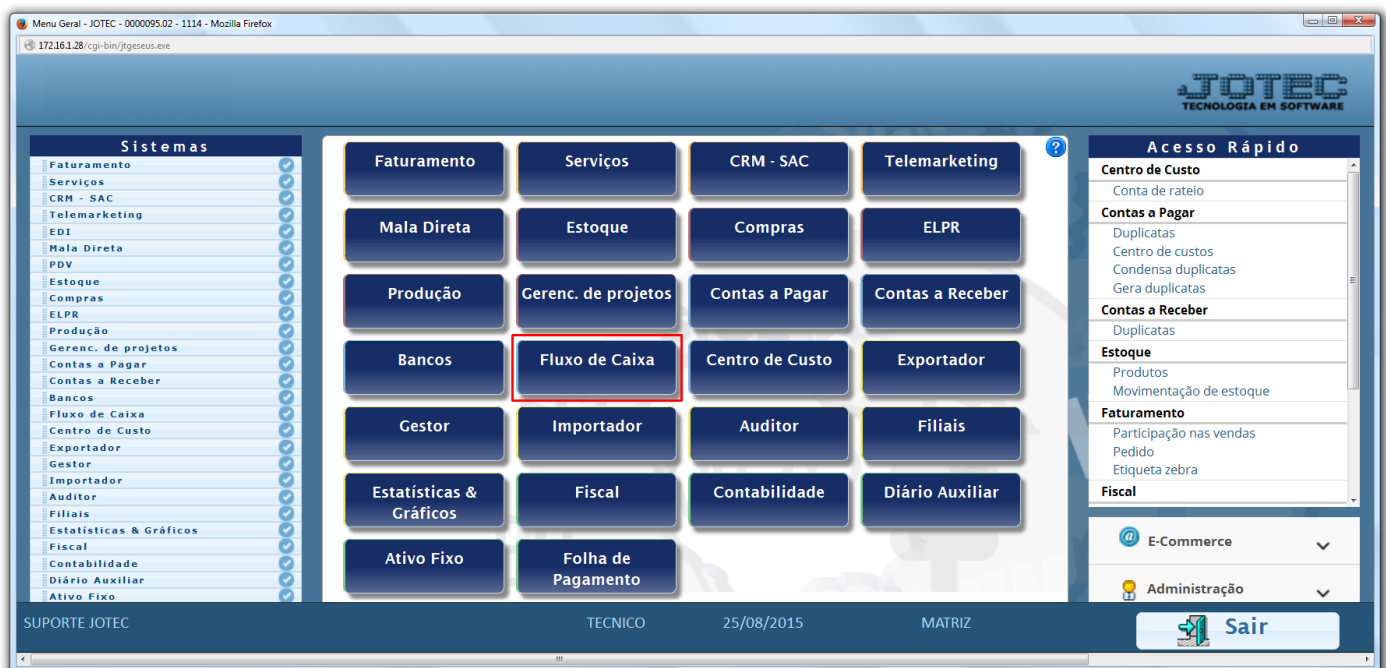 Menu Geral - JOTEC - 0000095.02 - 1114 - Mozilla Firefox
172.16.1.28/cgi-bin/jtgeseus.exe
JOTEC
TECNOLOGIA EM SOFTWARE
Sistemas
Faturamento
Serviços
CRM - SAC
Telemarketing
EDI
Mala Direta
PDV
Estoque
Compras
ELPR
Produção
Gerenc. de projetos
Contas a Pagar
Contas a Receber
Bancos
Fluxo de Caixa
Centro de Custo
Exportador
Gestor
Importador
Auditor
Filiais
Estatísticas & Gráficos
Fiscal
Contabilidade
Diário Auxiliar
Ativo Fixo
Faturamento
Serviços
CRM - SAC
Telemarketing
Mala Direta
Estoque
Compras
ELPR
Produção
Gerenc. de projetos
Contas a Pagar
Contas a Receber
Bancos
Fluxo de Caixa
Centro de Custo
Exportador
Gestor
Importador
Auditor
Filiais
Estatísticas &
Gráficos
Fiscal
Contabilidade
Diário Auxiliar
Ativo Fixo
Folha de
Pagamento
?
Acesso Rápido
Centro de Custo
Conta de rateio
Contas a Pagar
Duplicatas
Centro de custos
Condensa duplicatas
Gera duplicatas
Contas a Receber
Duplicatas
Estoque
Produtos
Movimentação de estoque
Faturamento
Participação nas vendas
Pedido
Etiqueta zebra
Fiscal
@ E-Commerce
Administração
SUPORTE JOTEC
TECNICO
25/08/2015
MATRIZ
Sair